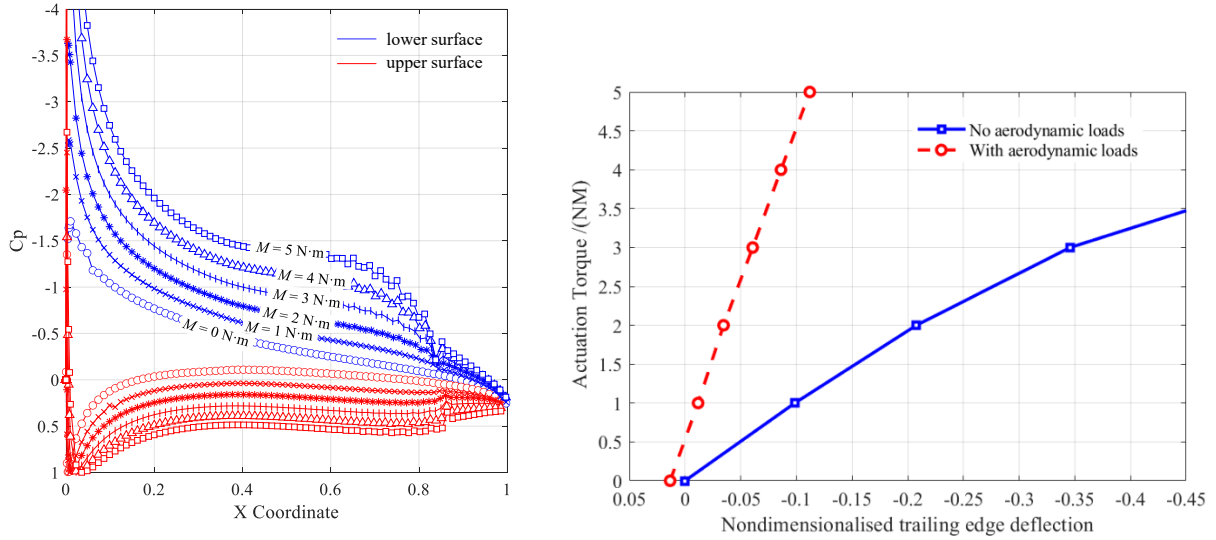 -4
-3.5
-3
-2.5
-2
-1.5
-1
-0.5
0
0.5
1
Cp
lower surface
upper surface
M = 5 N·m
M = 4 N·m
M = 3 N·m
M = 2 N·m
M = 1 N·m
M = 0 N·m
0 0.2 0.4 0.6 0.8 1
X Coordinate
5
4.5
4
3.5
3
2.5
2
1.5
1
0.5
0
Actuation Torque /(NM)
No aerodynamic loads
With aerodynamic loads
0.05 0 -0.05 -0.1 -0.15 -0.2 -0.25 -0.3 -0.35 -0.4 -0.45
Nondimensionalised trailing edge deflection